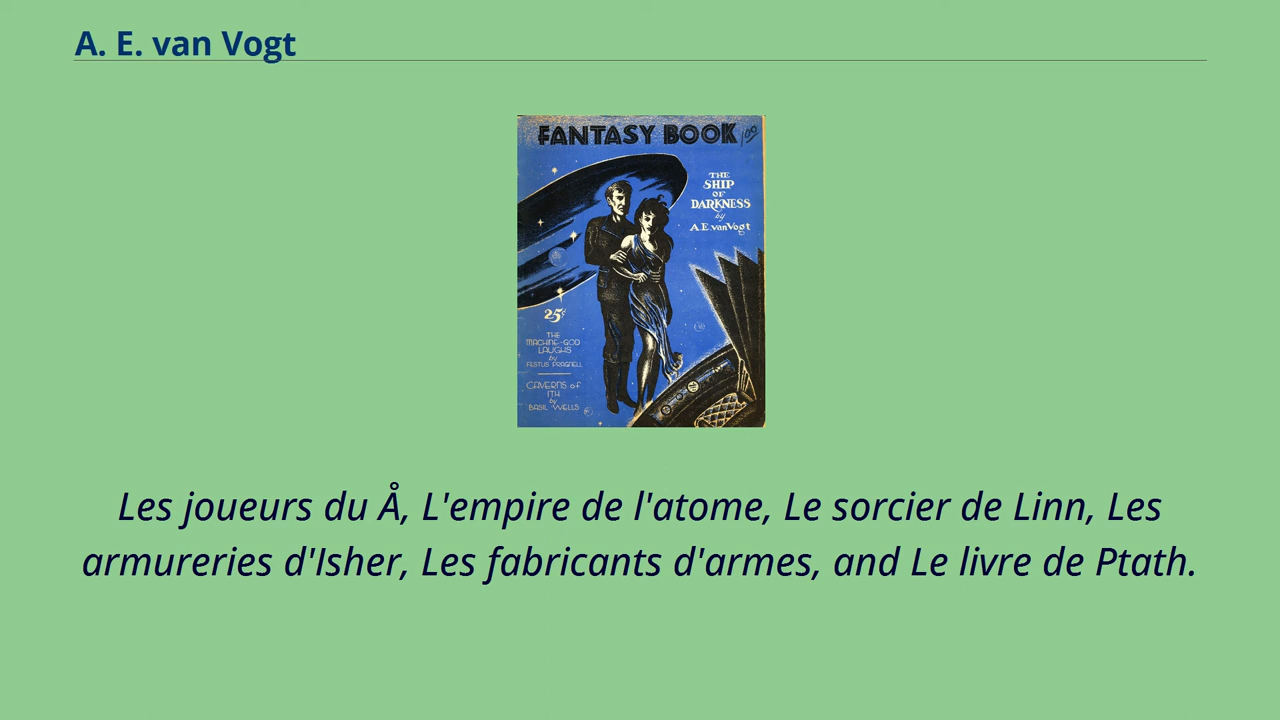 A. E. van Vogt
FANTASY BOOK
100
THE
SHIP
OF
DARKNESS
by
A.E. van Vogt
25¢
THE
MACHINE-GOD
LAUGHS
by
FESTUS PRAGNELL
CAVERNS of
ITH
by
BASIL WELLS
Les joueurs du Å, L'empire de l'atome, Le sorcier de Linn, Les
armureries d'Isher, Les fabricants d'armes, and Le livre de Ptath.